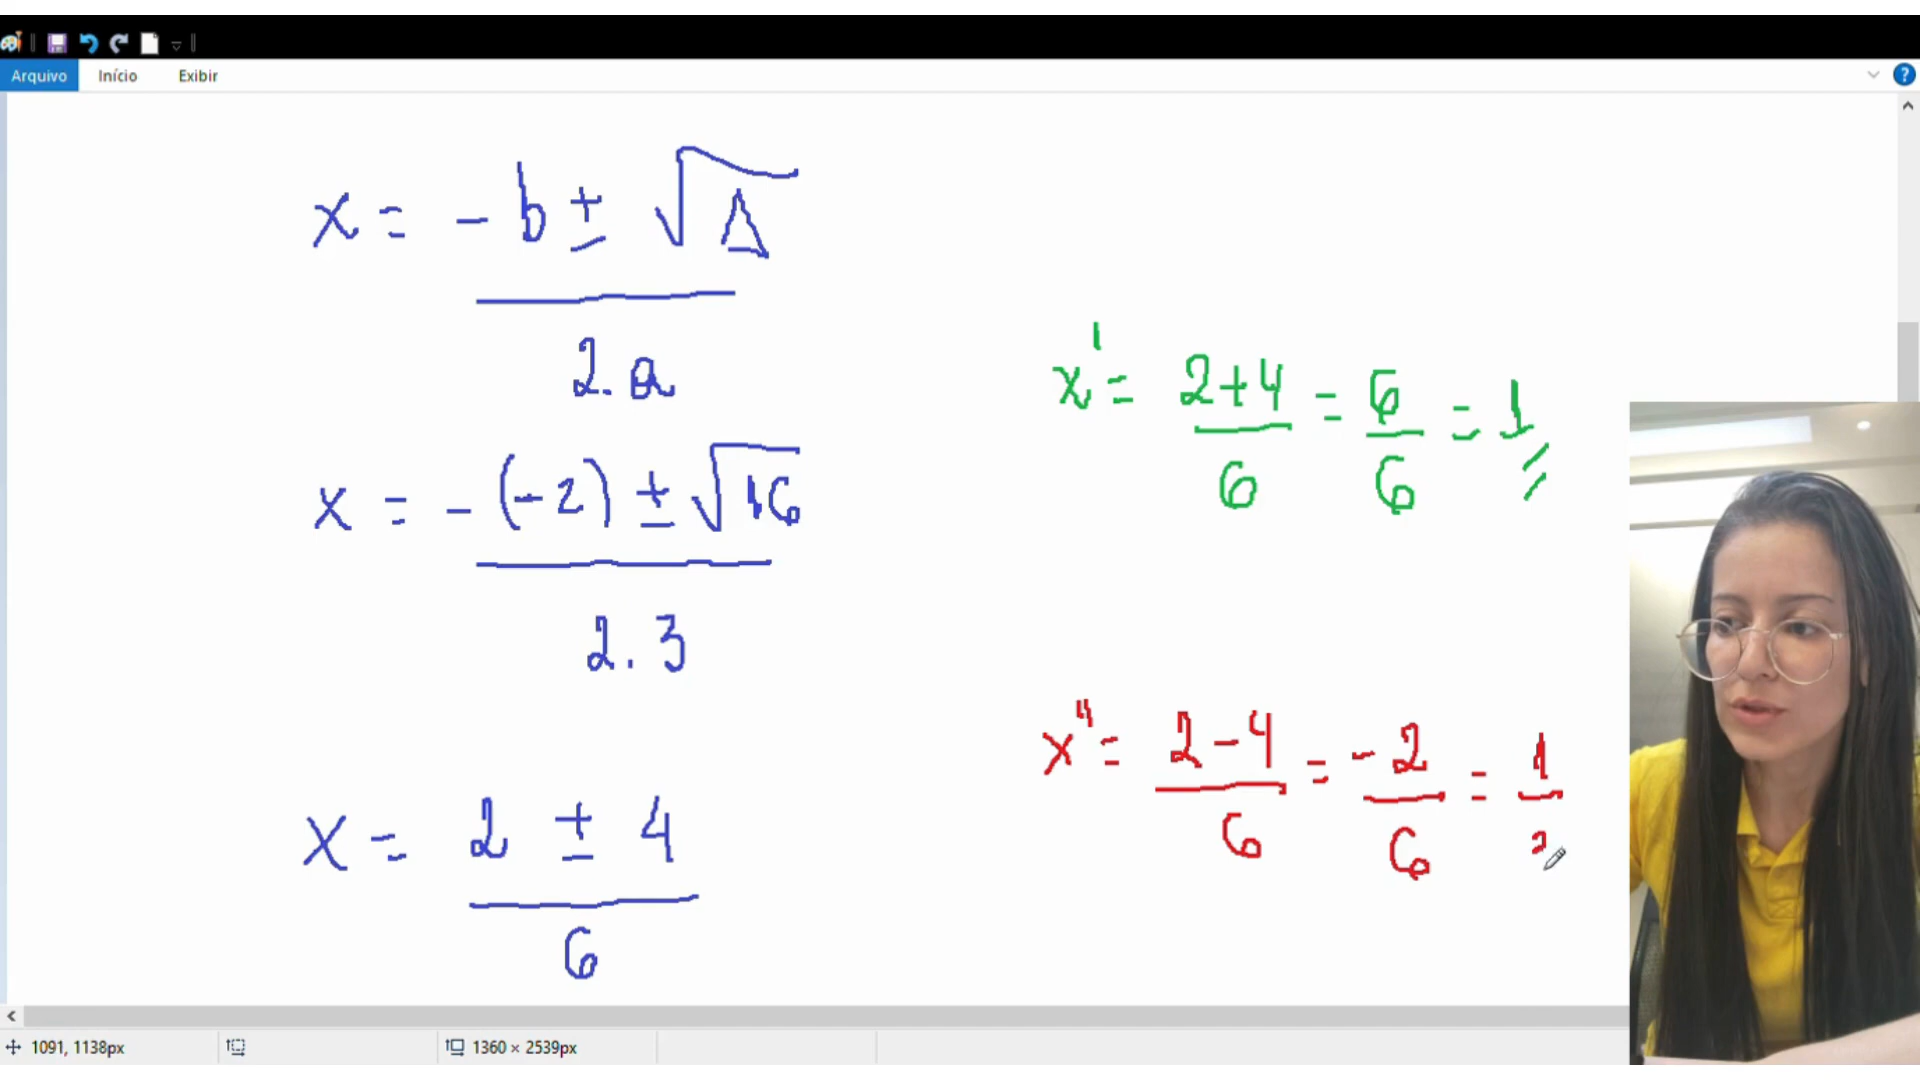 Arquivo Início Exibir
x = -b ± √Δ
2.a
x = -(-2) ± √16
2.3
x = 2 ± 4
6
x' = 2+4 = 6 = 1
6 6
x" = 2-4 = -2 = 1
6 6
1091, 1138px 1360 × 2539px